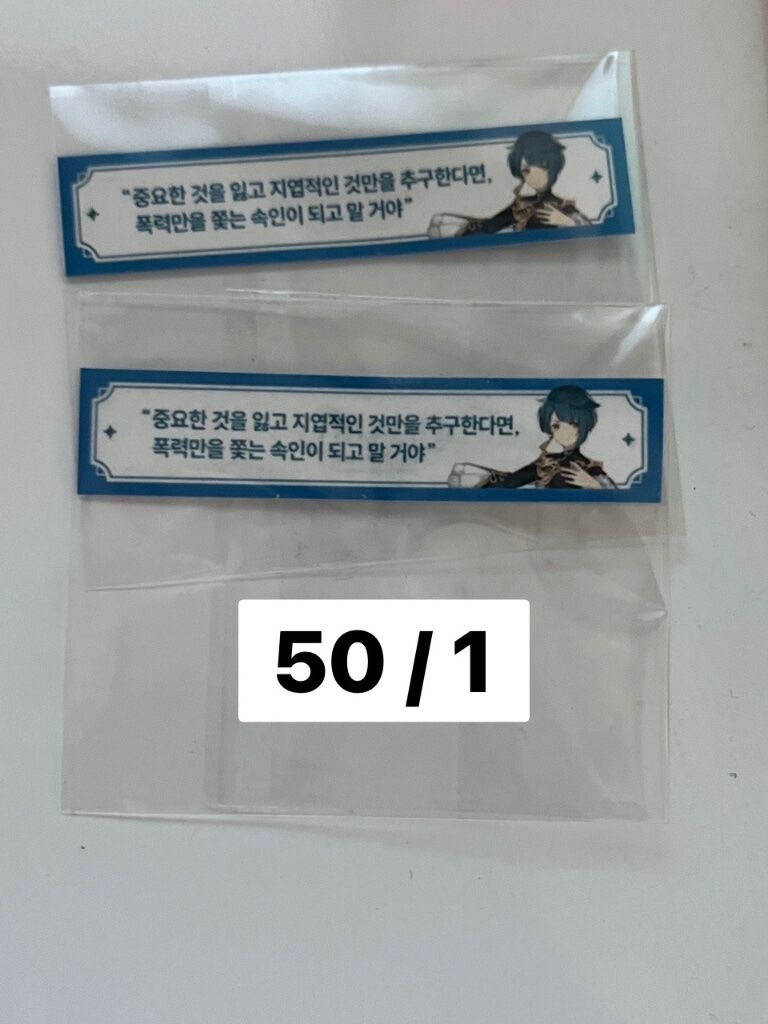 “중요한 것을 잃고 지엽적인 것만을 추구한다면,
폭력만을 쫓는 속인이 되고 말 거야”
“중요한 것을 잃고 지엽적인 것만을 추구한다면,
폭력만을 쫓는 속인이 되고 말 거야”
50 / 1